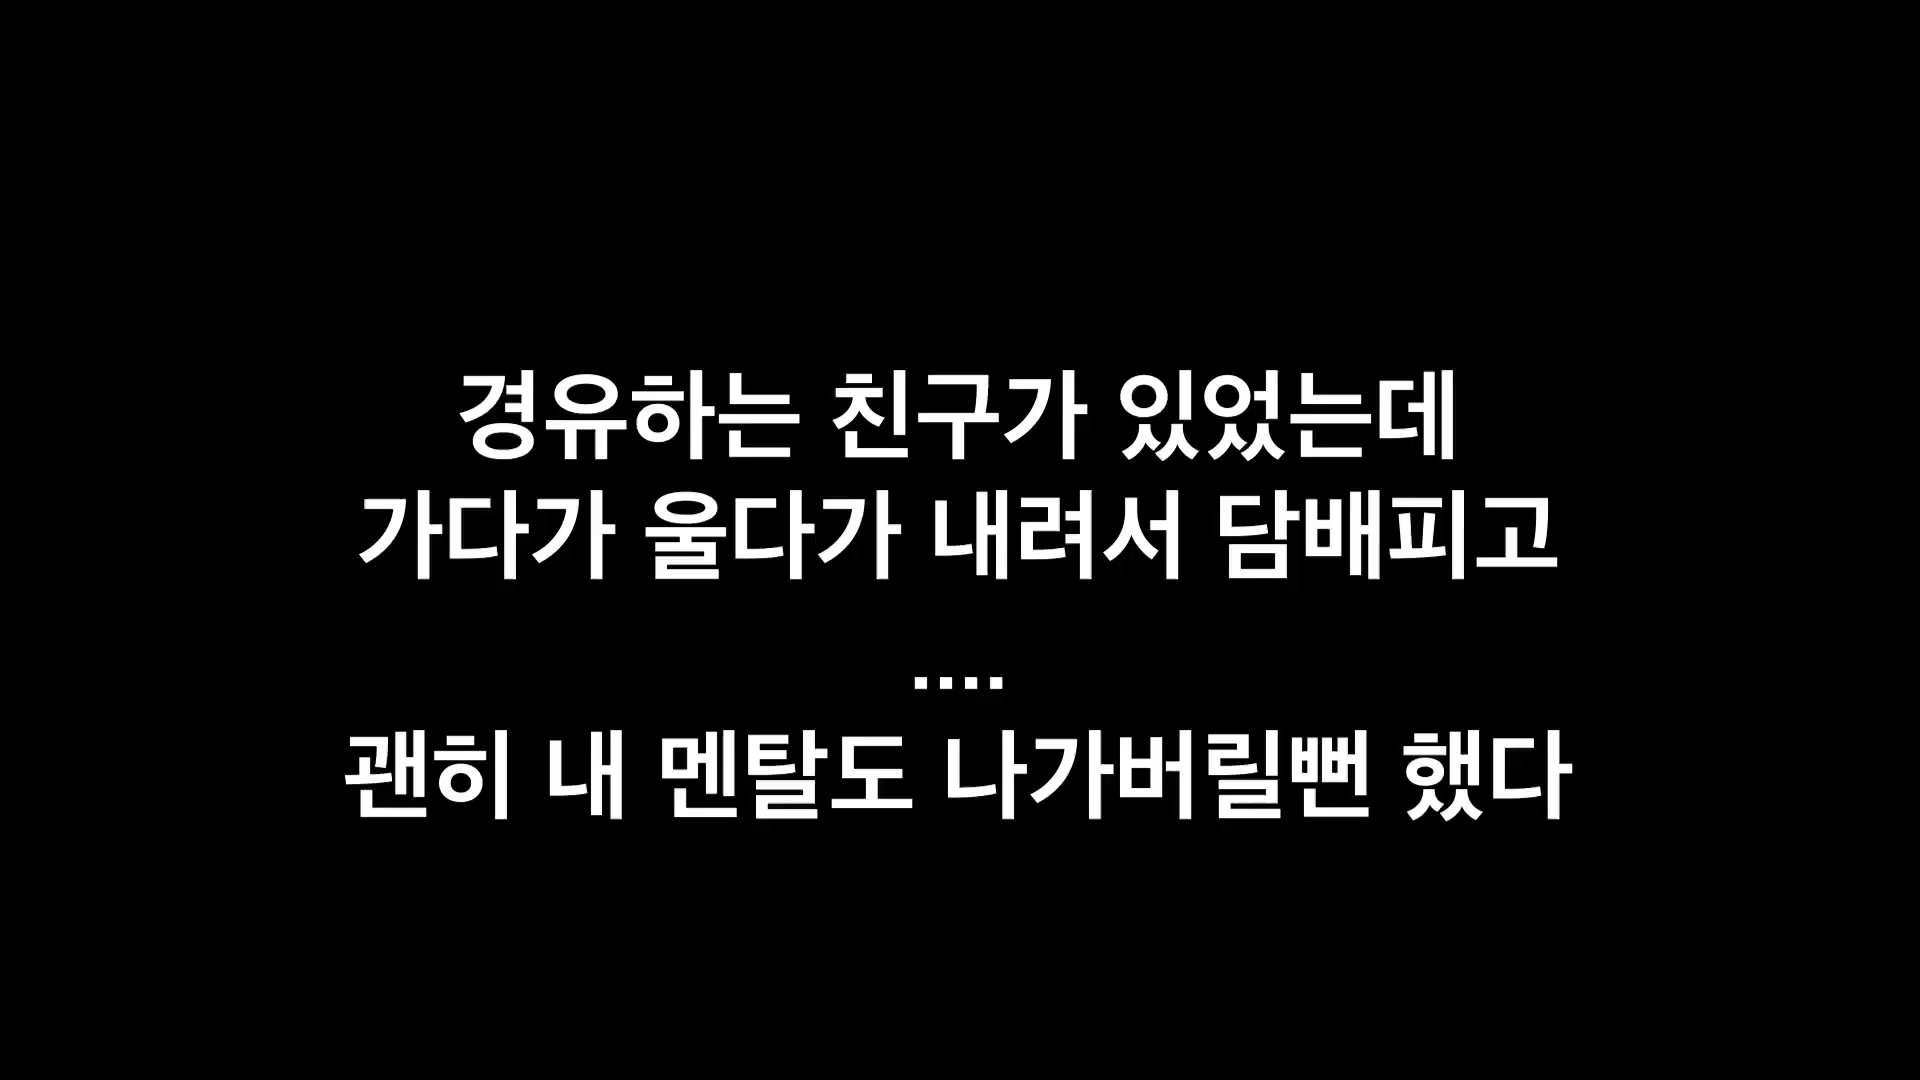 경유하는 친구가 있었는데
가다가 울다가 내려서 담배피고
....
괜히 내 멘탈도 나가버릴뻔 했다